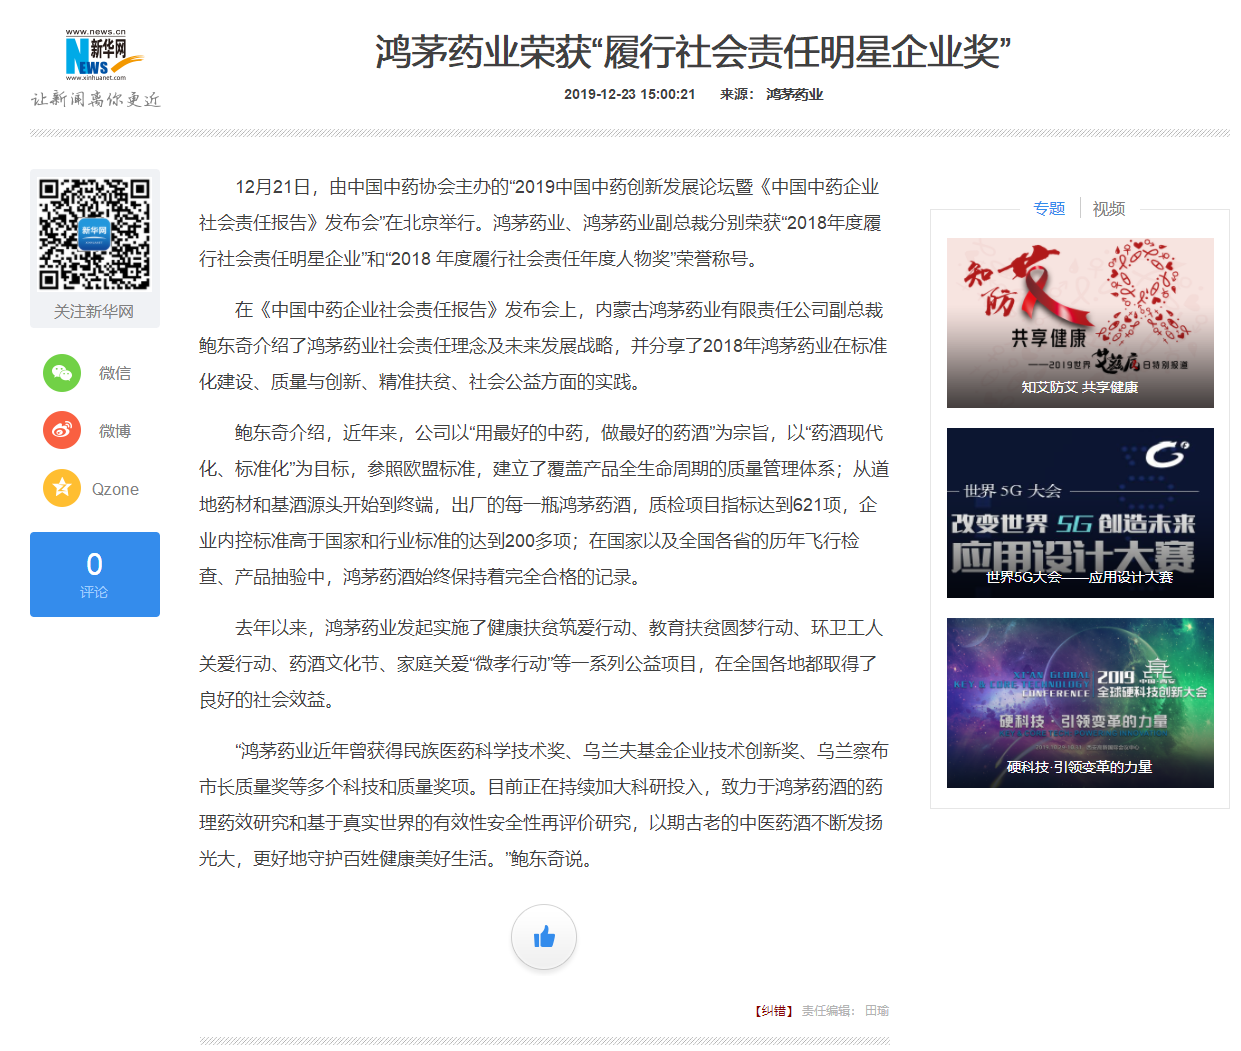 www.news.cn
新华网
NEWS
www.xinhuanet.com
让新闻离你更近
鸿茅药业荣获“履行社会责任明星企业奖”
2019-12-23 15:00:21 来源： 鸿茅药业
新华网
关注新华网
微信
微博
Qzone
0
评论
12月21日，由中国中药协会主办的“2019中国中药创新发展论坛暨《中国中药企业
社会责任报告》发布会”在北京举行。鸿茅药业、鸿茅药业副总裁分别荣获“2018年度履
行社会责任明星企业”和“2018 年度履行社会责任年度人物奖”荣誉称号。
在《中国中药企业社会责任报告》发布会上，内蒙古鸿茅药业有限责任公司副总裁
鲍东奇介绍了鸿茅药业社会责任理念及未来发展战略，并分享了2018年鸿茅药业在标准
化建设、质量与创新、精准扶贫、社会公益方面的实践。
鲍东奇介绍，近年来，公司以“用最好的中药，做最好的药酒”为宗旨，以“药酒现代
化、标准化”为目标，参照欧盟标准，建立了覆盖产品全生命周期的质量管理体系；从道
地药材和基酒源头开始到终端，出厂的每一瓶鸿茅药酒，质检项目指标达到621项，企
业内控标准高于国家和行业标准的达到200多项；在国家以及全国各省的历年飞行检
查、产品抽验中，鸿茅药酒始终保持着完全合格的记录。
去年以来，鸿茅药业发起实施了健康扶贫筑爱行动、教育扶贫圆梦行动、环卫工人
关爱行动、药酒文化节、家庭关爱“微孝行动”等一系列公益项目，在全国各地都取得了
良好的社会效益。
“鸿茅药业近年曾获得民族医药科学技术奖、乌兰夫基金企业技术创新奖、乌兰察布
市长质量奖等多个科技和质量奖项。目前正在持续加大科研投入，致力于鸿茅药酒的药
理药效研究和基于真实世界的有效性安全性再评价研究，以期古老的中医药酒不断发扬
光大，更好地守护百姓健康美好生活。”鲍东奇说。
【纠错】 责任编辑： 田瑜
专题 视频
知艾
防艾
共享健康
——2019世界艾滋病日特别报道
知艾防艾 共享健康
世界 5G 大会
改变世界 5G 创造未来
应用设计大赛
世界5G大会——应用设计大赛
XI'AN GLOBAL
KEY & CORE TECHNOLOGY
CONFERENCE
2019 中国·西安
全球硬科技创新大会
硬科技·引领变革的力量
硬科技·引领变革的力量